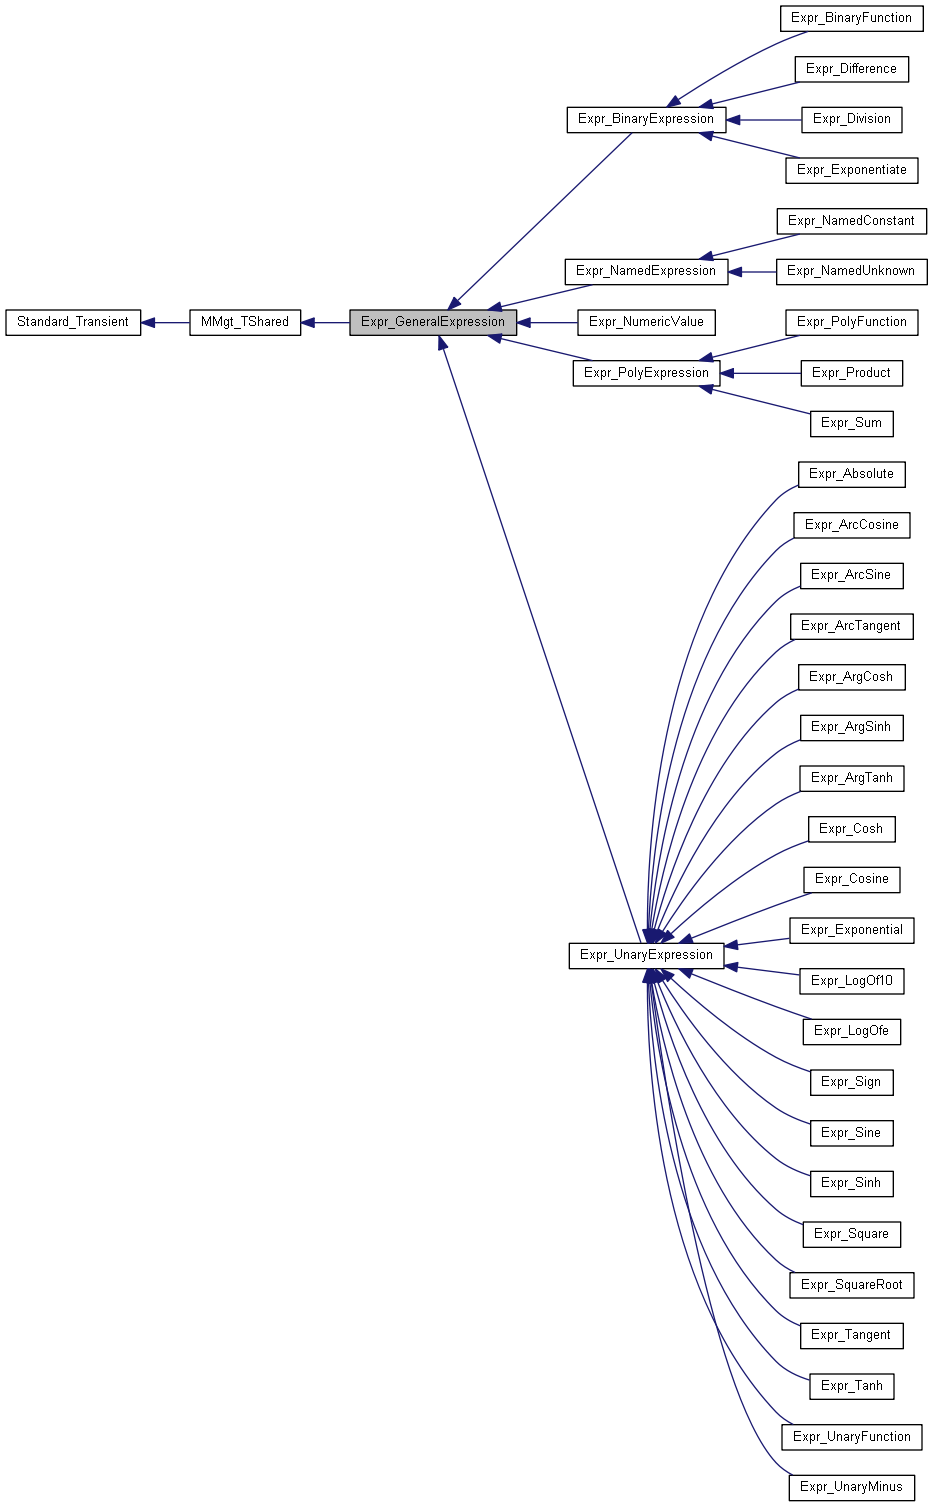 Expr_BinaryFunction
Expr_Difference
Expr_BinaryExpression
Expr_Division
Expr_Exponentiate
Expr_NamedConstant
Expr_NamedExpression
Expr_NamedUnknown
Standard_Transient
MMgt_TShared
Expr_GeneralExpression
Expr_NumericValue
Expr_PolyFunction
Expr_PolyExpression
Expr_Product
Expr_Sum
Expr_Absolute
Expr_ArcCosine
Expr_ArcSine
Expr_ArcTangent
Expr_ArgCosh
Expr_ArgSinh
Expr_ArgTanh
Expr_Cosh
Expr_Cosine
Expr_Exponential
Expr_UnaryExpression
Expr_LogOf10
Expr_LogOfe
Expr_Sign
Expr_Sine
Expr_Sinh
Expr_Square
Expr_SquareRoot
Expr_Tangent
Expr_Tanh
Expr_UnaryFunction
Expr_UnaryMinus